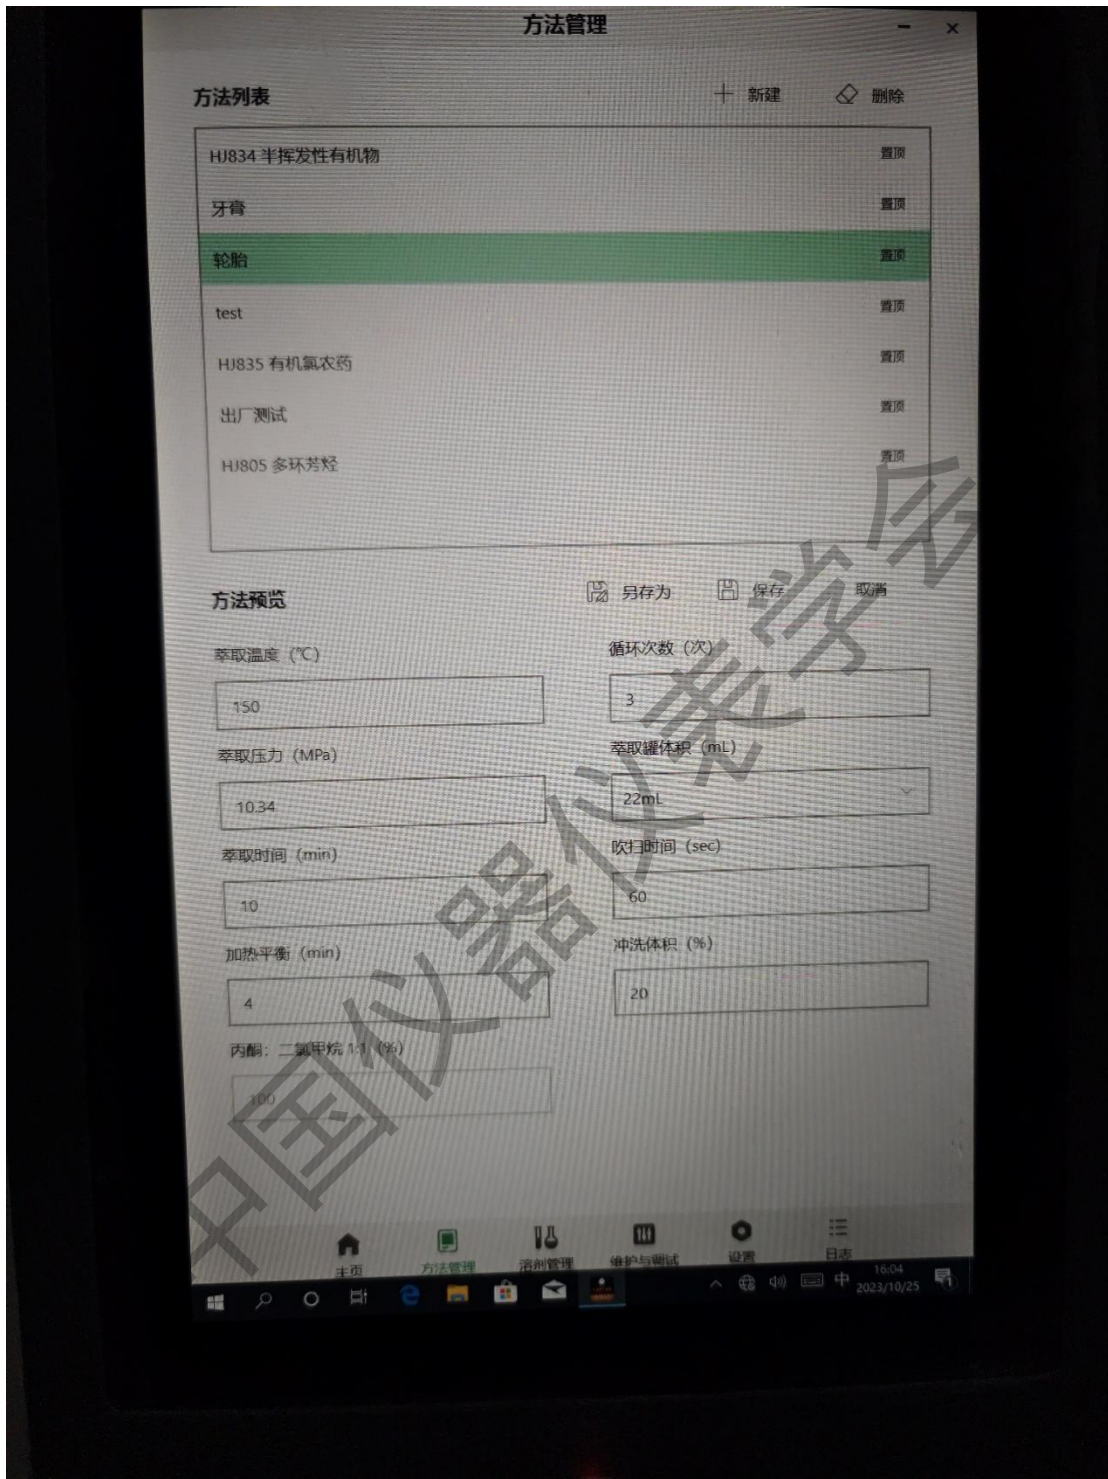 方法管理
方法列表 新建 删除
HJ834 半挥发性有机物 置顶
牙膏 置顶
轮胎 置顶
test 置顶
HJ835 有机氯农药 置顶
出厂测试 置顶
HJ805 多环芳烃 置顶
方法预览 另存为 保存 取消
萃取温度（℃） 循环次数（次）
150 3
萃取压力（MPa） 萃取罐体积（mL）
10.34 22mL
萃取时间（min） 吹扫时间（sec）
10 60
加热平衡（min） 冲洗体积（%）
4 20
丙酮：二氯甲烷 1:1（%）
100
主页 方法管理 溶剂管理 维护与调试 设置 日志
中 16:04
2023/10/25
1
中国仪器仪表学会